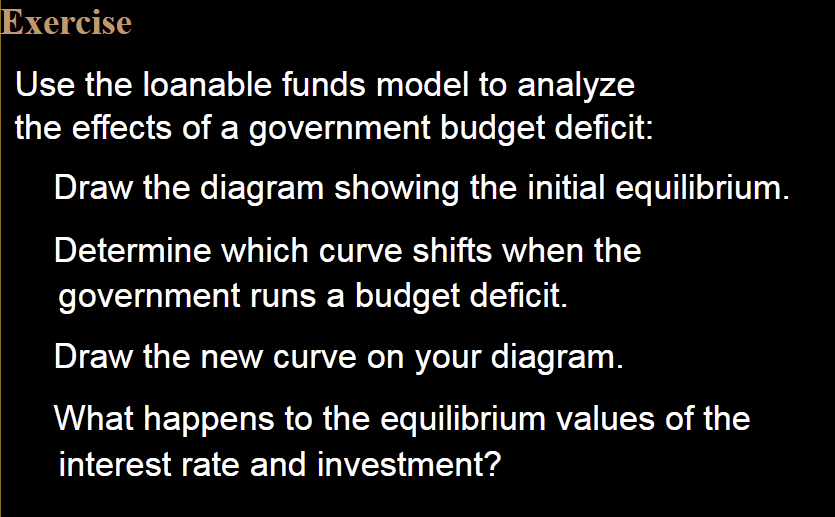 Exercise
Use the loanable funds model to analyze
the effects of a government budget deficit:
Draw the diagram showing the initial equilibrium.
Determine which curve shifts when the
government runs a budget deficit.
Draw the new curve on your diagram.
What happens to the equilibrium values of the
interest rate and investment?